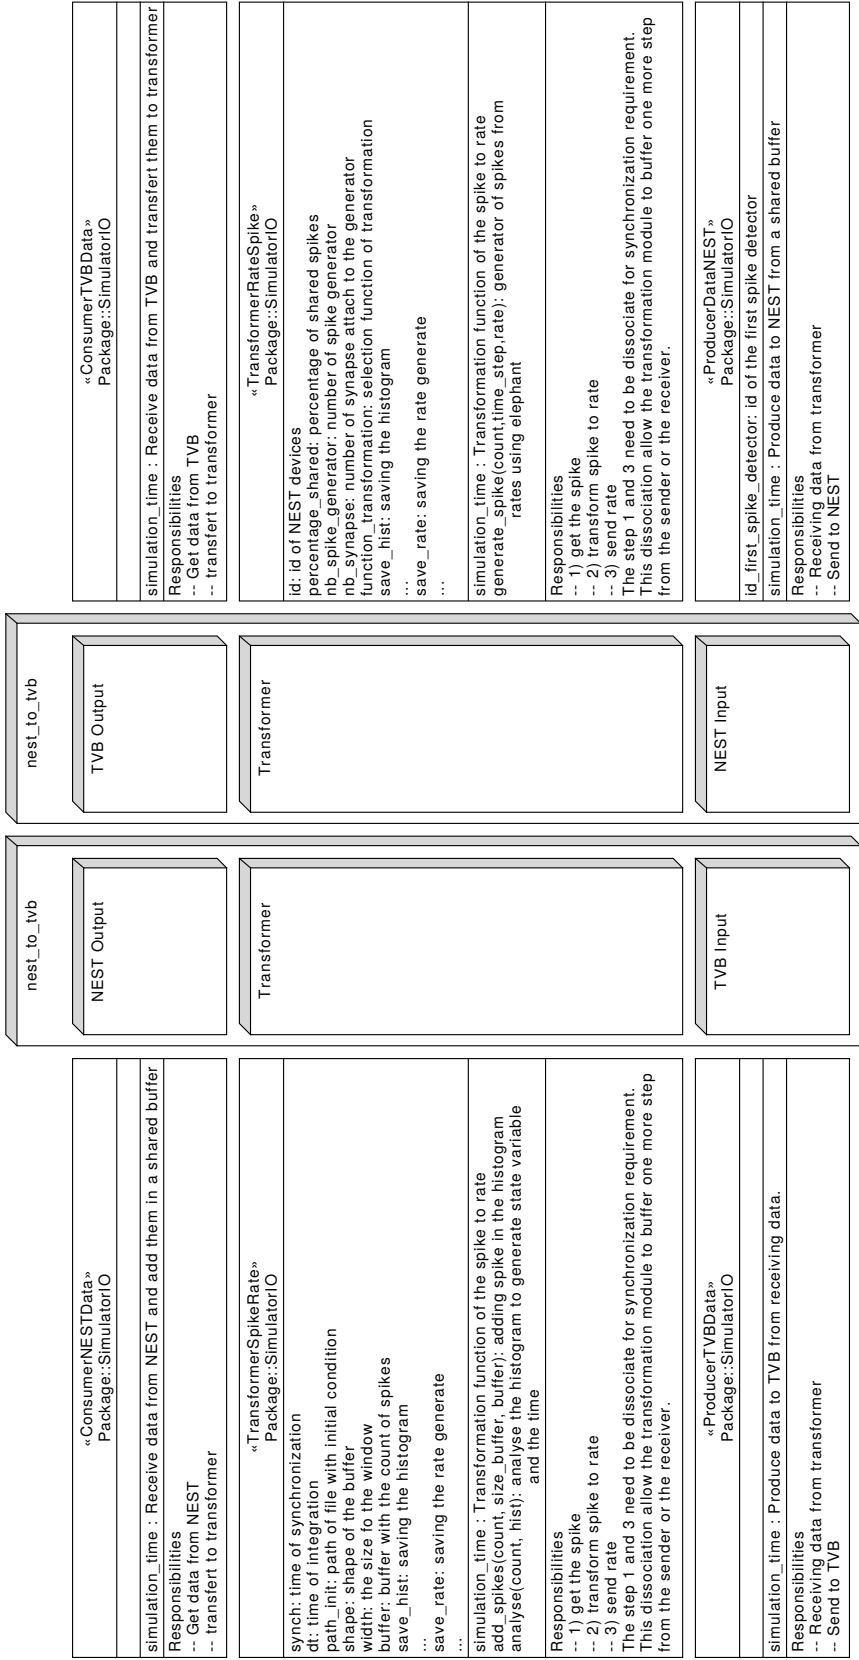 «ConsumerNESTData»
Package::SimulatorIO
simulation_time : Receive data from NEST and add them in a shared buffer
Responsibilities
-- Get data from NEST
-- transfert to transformer
«TransformerSpikeRate»
Package::SimulatorIO
synch: time of synchronization
dt: time of integration
path_init: path of file with initial condition
shape: shape of the buffer
width: the size fo the window
buffer: buffer with the count of spikes
save_hist: saving the histogram
...
save_rate: saving the rate generate
...
simulation_time : Transformation function of the spike to rate
add_spikes(count, size_buffer, buffer): adding spike in the histogram
analyse(count, hist): analyse the histogram to generate state variable
and the time
Responsibilities
-- 1) get the spike
-- 2) transform spike to rate
-- 3) send rate
The step 1 and 3 need to be dissociate for synchronization requirement.
This dissociation allow the transformation module to buffer one more step
from the sender or the receiver.
«ProducerTVBData»
Package::SimulatorIO
simulation_time : Produce data to TVB from receiving data.
Responsibilities
-- Receiving data from transformer
-- Send to TVB
nest_to_tvb
NEST Output
Transformer
TVB Input
nest_to_tvb
TVB Output
Transformer
NEST Input
«ConsumerTVBData»
Package::SimulatorIO
simulation_time : Receive data from TVB and transfert them to transformer
Responsibilities
-- Get data from TVB
-- transfert to transformer
«TransformerRateSpike»
Package::SimulatorIO
id: id of NEST devices
percentage_shared: percentage of shared spikes
nb_spike_generator: number of spike generator
nb_synapse: number of synapse attach to the generator
function_transformation: selection function of transformation
save_hist: saving the histogram
...
save_rate: saving the rate generate
...
simulation_time : Transformation function of the spike to rate
generate_spike(count,time_step,rate): generator of spikes from
rates using elephant
Responsibilities
-- 1) get the spike
-- 2) transform spike to rate
-- 3) send rate
The step 1 and 3 need to be dissociate for synchronization requirement.
This dissociation allow the transformation module to buffer one more step
from the sender or the receiver.
«ProducerDataNEST»
Package::SimulatorIO
id_first_spike_detector: id of the first spike detector
simulation_time : Produce data to NEST from a shared buffer
Responsibilities
-- Receiving data from transformer
-- Send to NEST